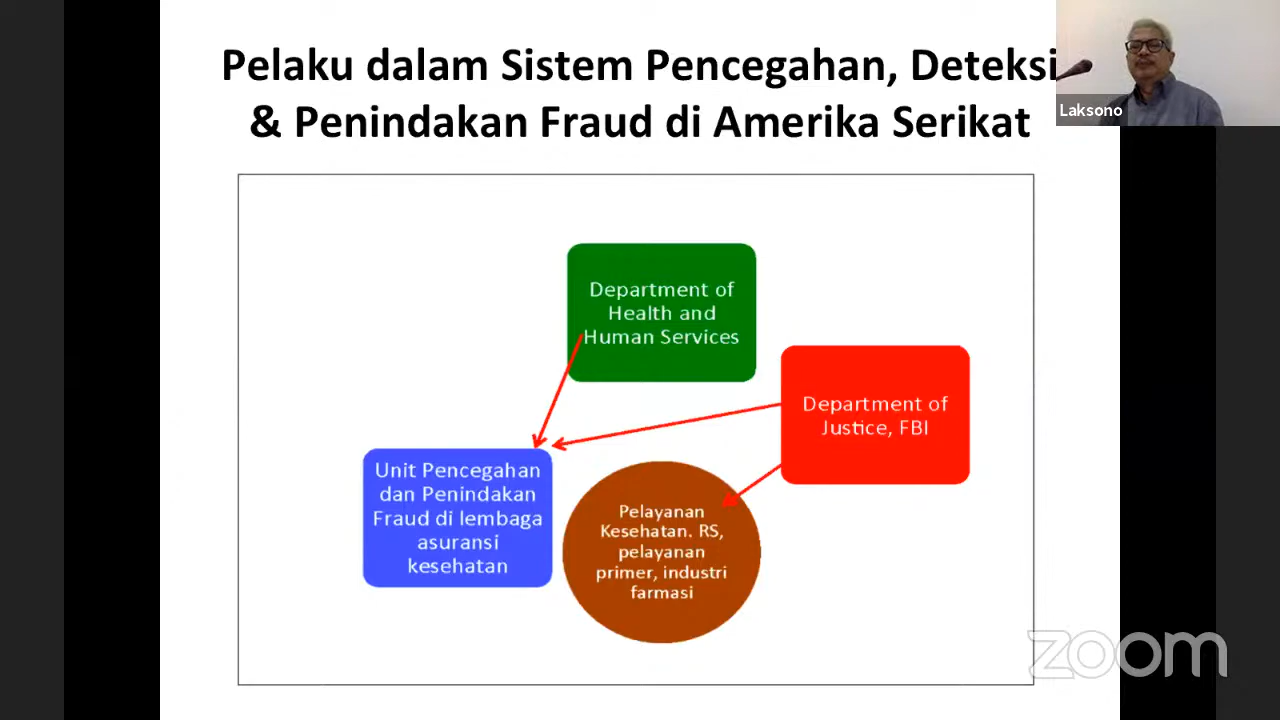 Pelaku dalam Sistem Pencegahan, Deteksi
& Penindakan Fraud di Amerika Serikat
Laksono
Department of
Health and
Human Services
Department of
Justice, FBI
Unit Pencegahan
dan Penindakan
Fraud di lembaga
asuransi
kesehatan
Pelayanan
Kesehatan. RS,
pelayanan
primer, industri
farmasi
zoom